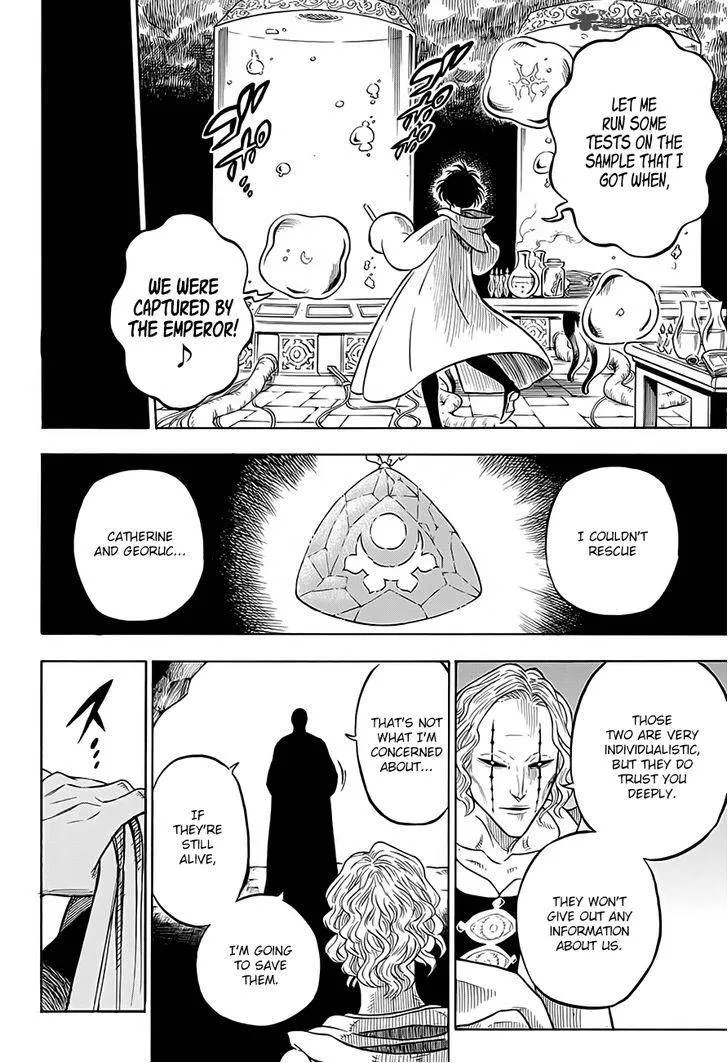 LET ME
RUN SOME
TESTS ON THE
SAMPLE THAT I
GOT WHEN,
WE WERE
CAPTURED BY
THE EMPEROR!
♪
I COULDN'T
RESCUE
CATHERINE
AND GEORUC...
THOSE
TWO ARE VERY
INDIVIDUALISTIC,
BUT THEY DO
TRUST YOU
DEEPLY.
THEY WON'T
GIVE OUT ANY
INFORMATION
ABOUT US.
THAT'S NOT
WHAT I'M
CONCERNED
ABOUT...
IF
THEY'RE
STILL
ALIVE,
I'M GOING
TO SAVE
THEM.
ス